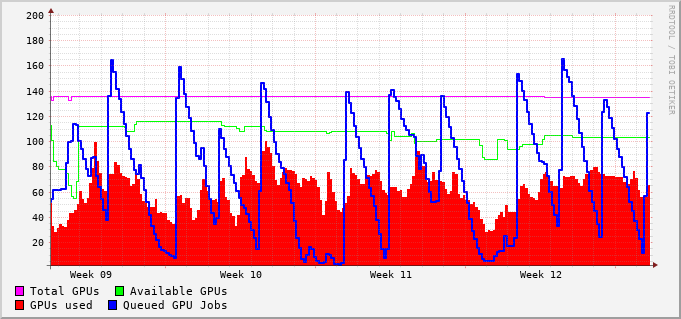 200
180
160
140
120
100
80
60
40
20
Week 09 Week 10 Week 11 Week 12
Total GPUs Available GPUs
GPUs used Queued GPU Jobs
RRDTOOL / TOBI OETIKER